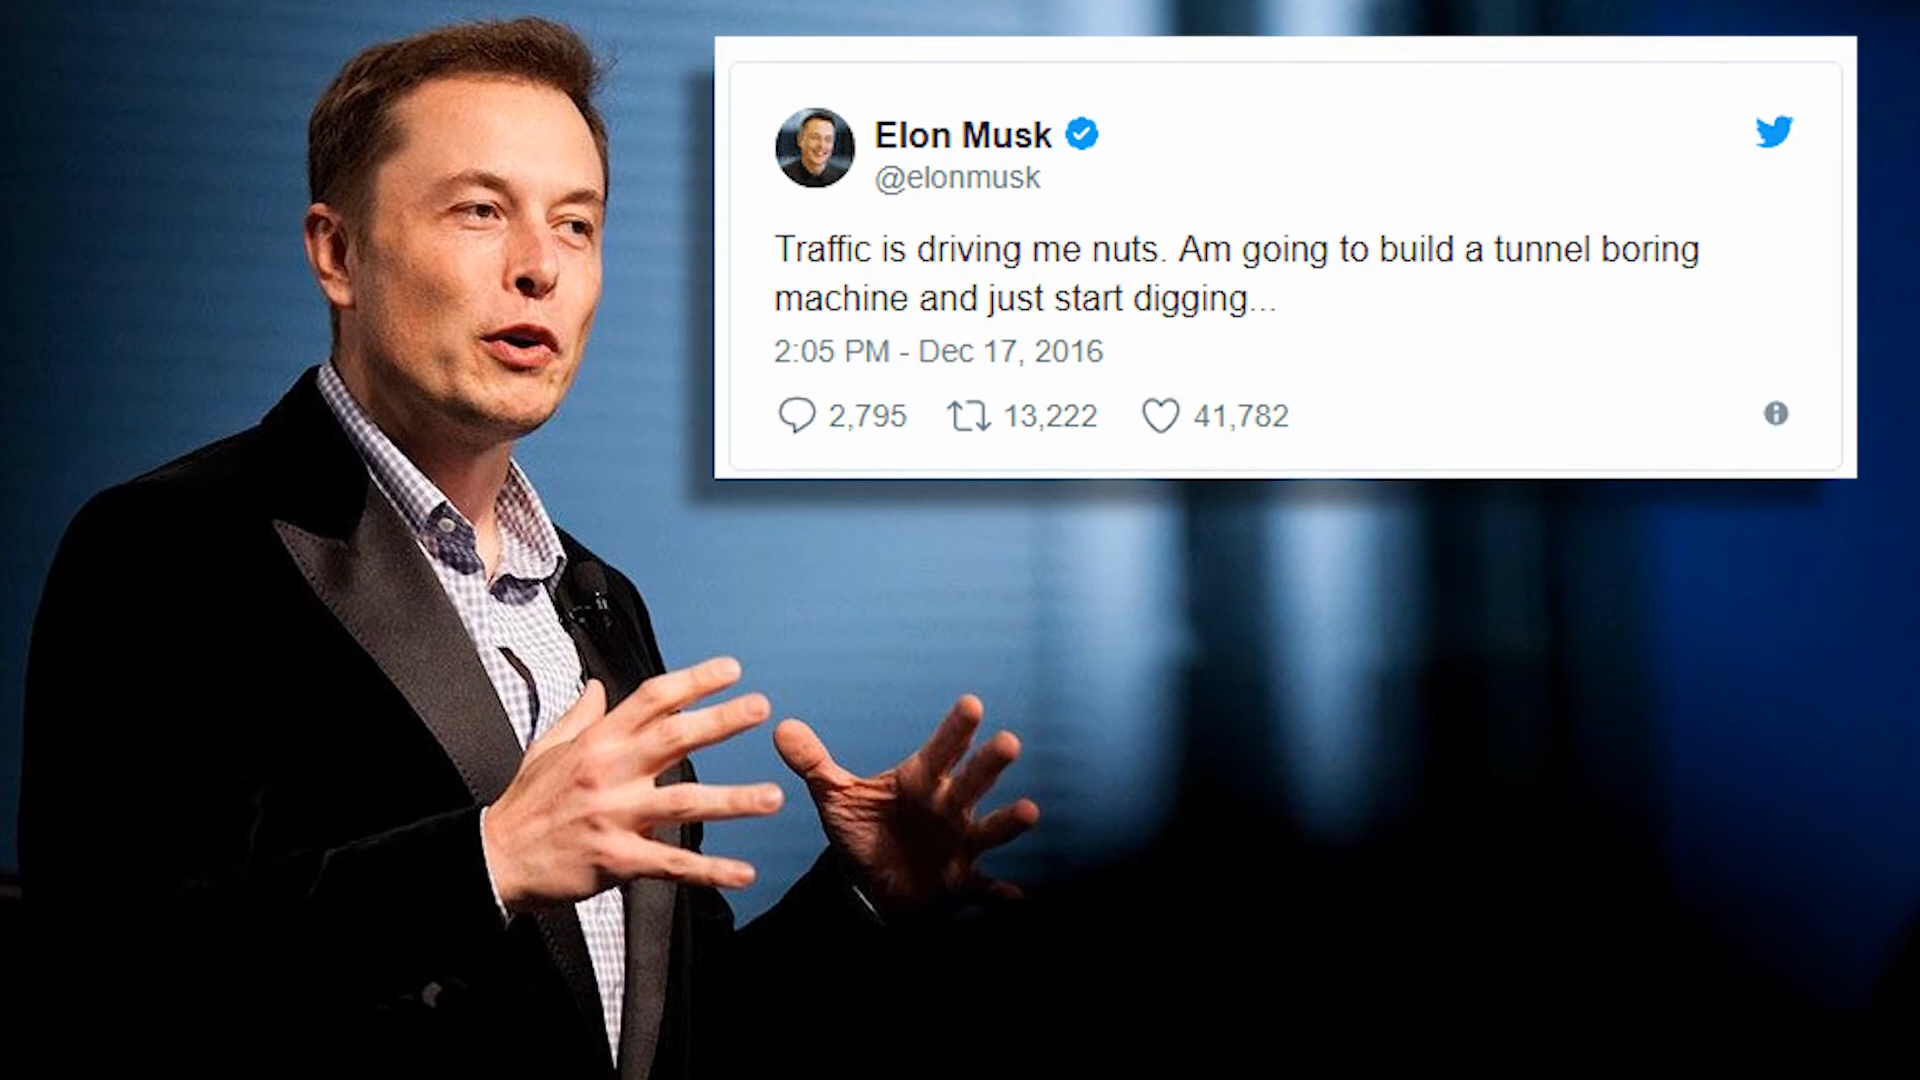 Elon Musk
@elonmusk
Traffic is driving me nuts. Am going to build a tunnel boring
machine and just start digging...
2:05 PM - Dec 17, 2016
2,795 13,222 41,782